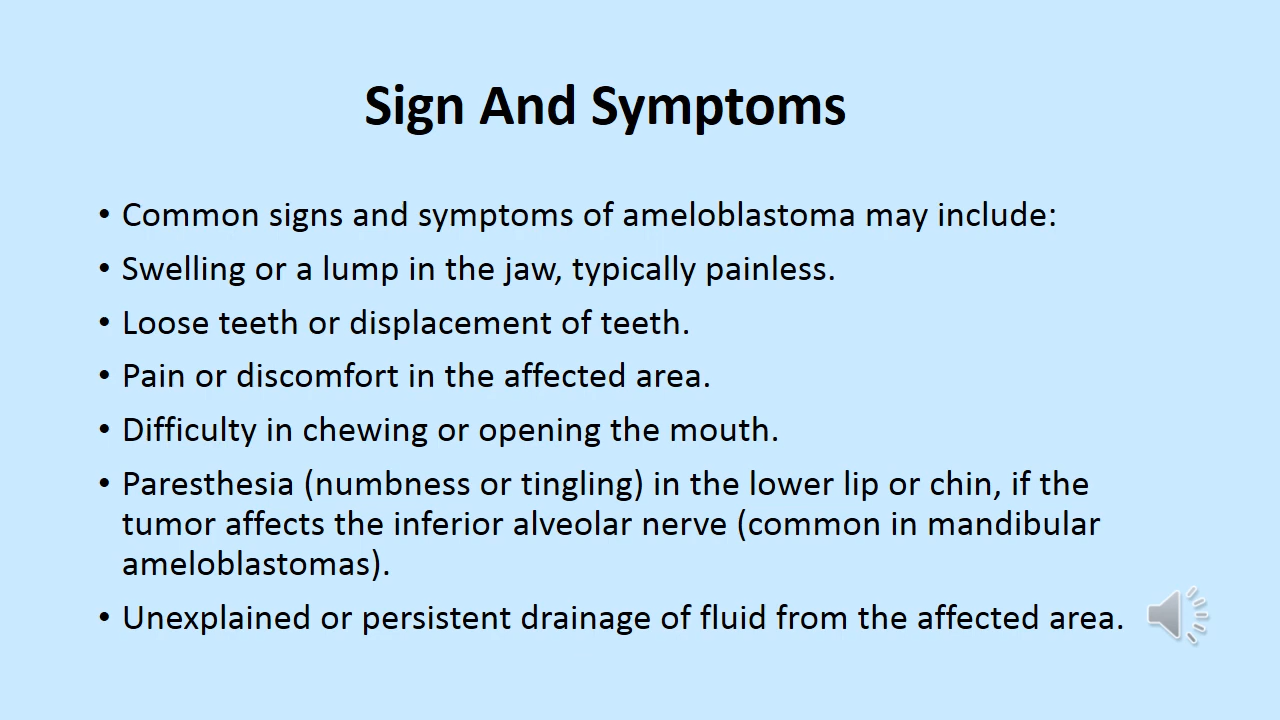 Sign And Symptoms
• Common signs and symptoms of ameloblastoma may include:
• Swelling or a lump in the jaw, typically painless.
• Loose teeth or displacement of teeth.
• Pain or discomfort in the affected area.
• Difficulty in chewing or opening the mouth.
• Paresthesia (numbness or tingling) in the lower lip or chin, if the
tumor affects the inferior alveolar nerve (common in mandibular
ameloblastomas).
• Unexplained or persistent drainage of fluid from the affected area.